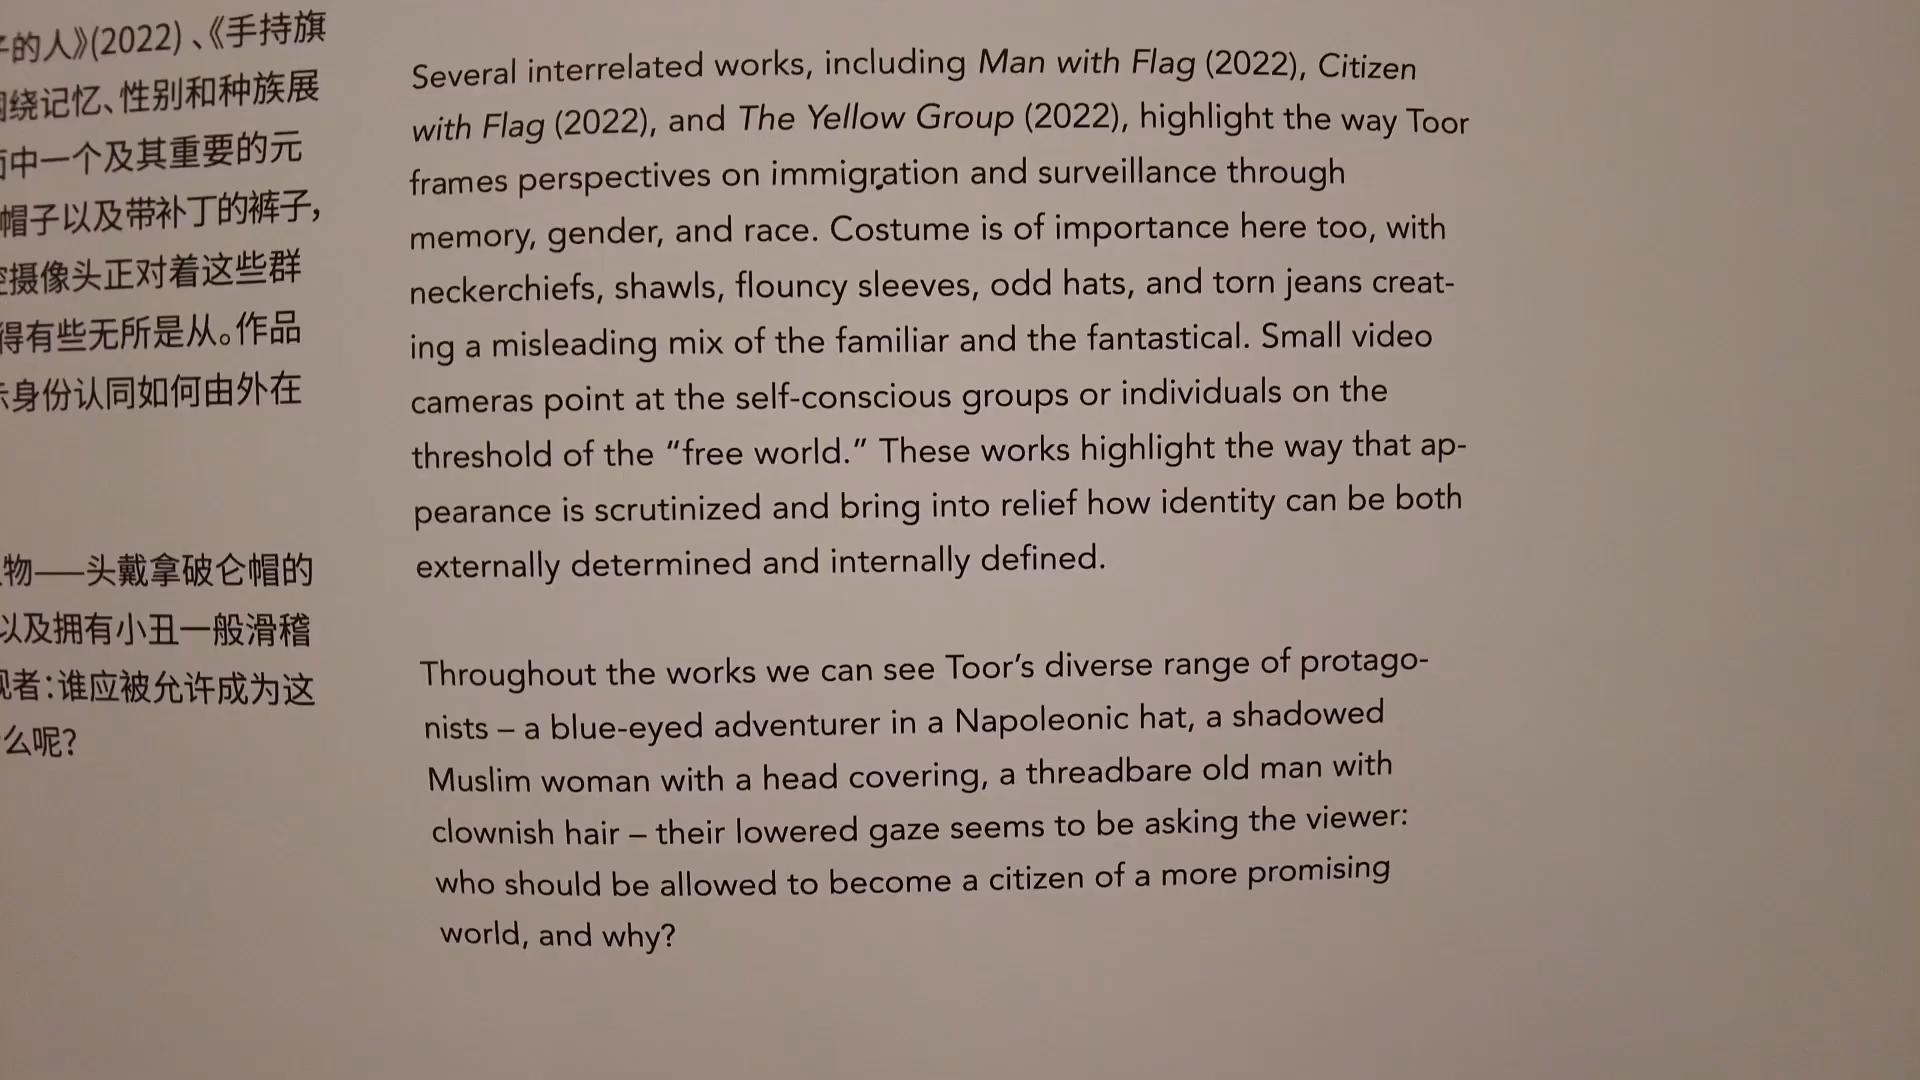 的人》(2022)、《手持旗
绕记忆、性别和种族展
中一个及其重要的元
帽子以及带补丁的裤子，
摄像头正对着这些群
得有些无所是从。作品
身份认同如何由外在
物——头戴拿破仑帽的
以及拥有小丑一般滑稽
者：谁应被允许成为这
么呢？
Several interrelated works, including Man with Flag (2022), Citizen
with Flag (2022), and The Yellow Group (2022), highlight the way Toor
frames perspectives on immigration and surveillance through
memory, gender, and race. Costume is of importance here too, with
neckerchiefs, shawls, flouncy sleeves, odd hats, and torn jeans creat-
ing a misleading mix of the familiar and the fantastical. Small video
cameras point at the self-conscious groups or individuals on the
threshold of the “free world.” These works highlight the way that ap-
pearance is scrutinized and bring into relief how identity can be both
externally determined and internally defined.
Throughout the works we can see Toor’s diverse range of protago-
nists – a blue-eyed adventurer in a Napoleonic hat, a shadowed
Muslim woman with a head covering, a threadbare old man with
clownish hair – their lowered gaze seems to be asking the viewer:
who should be allowed to become a citizen of a more promising
world, and why?